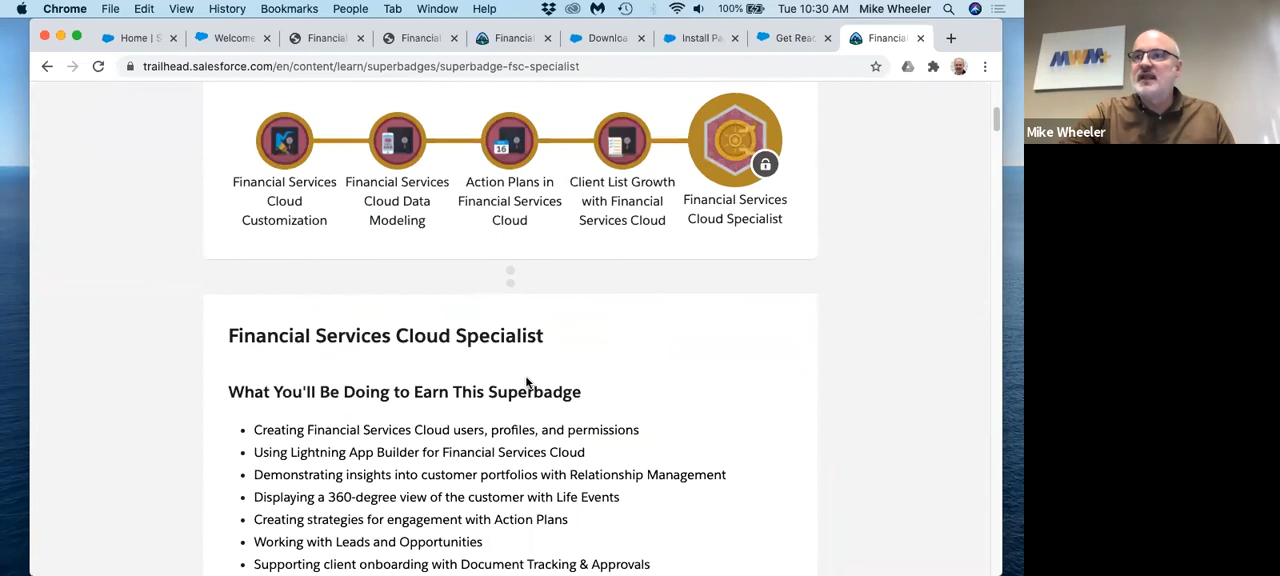 Chrome File Edit View History Bookmarks People Tab Window Help 100% Tue 10:30 AM Mike Wheeler
Home | S Welcome Financial Financial Financial Downloa Install Pa Get Read Financial
trailhead.salesforce.com/en/content/learn/superbadges/superbadge-fsc-specialist
MWM+
Mike Wheeler
16
Financial Services
Cloud
Customization
Financial Services
Cloud Data
Modeling
Action Plans in
Financial Services
Cloud
Client List Growth
with Financial
Services Cloud
Financial Services
Cloud Specialist
Financial Services Cloud Specialist
What You'll Be Doing to Earn This Superbadge
• Creating Financial Services Cloud users, profiles, and permissions
• Using Lightning App Builder for Financial Services Cloud
• Demonstrating insights into customer portfolios with Relationship Management
• Displaying a 360-degree view of the customer with Life Events
• Creating strategies for engagement with Action Plans
• Working with Leads and Opportunities
• Supporting client onboarding with Document Tracking & Approvals